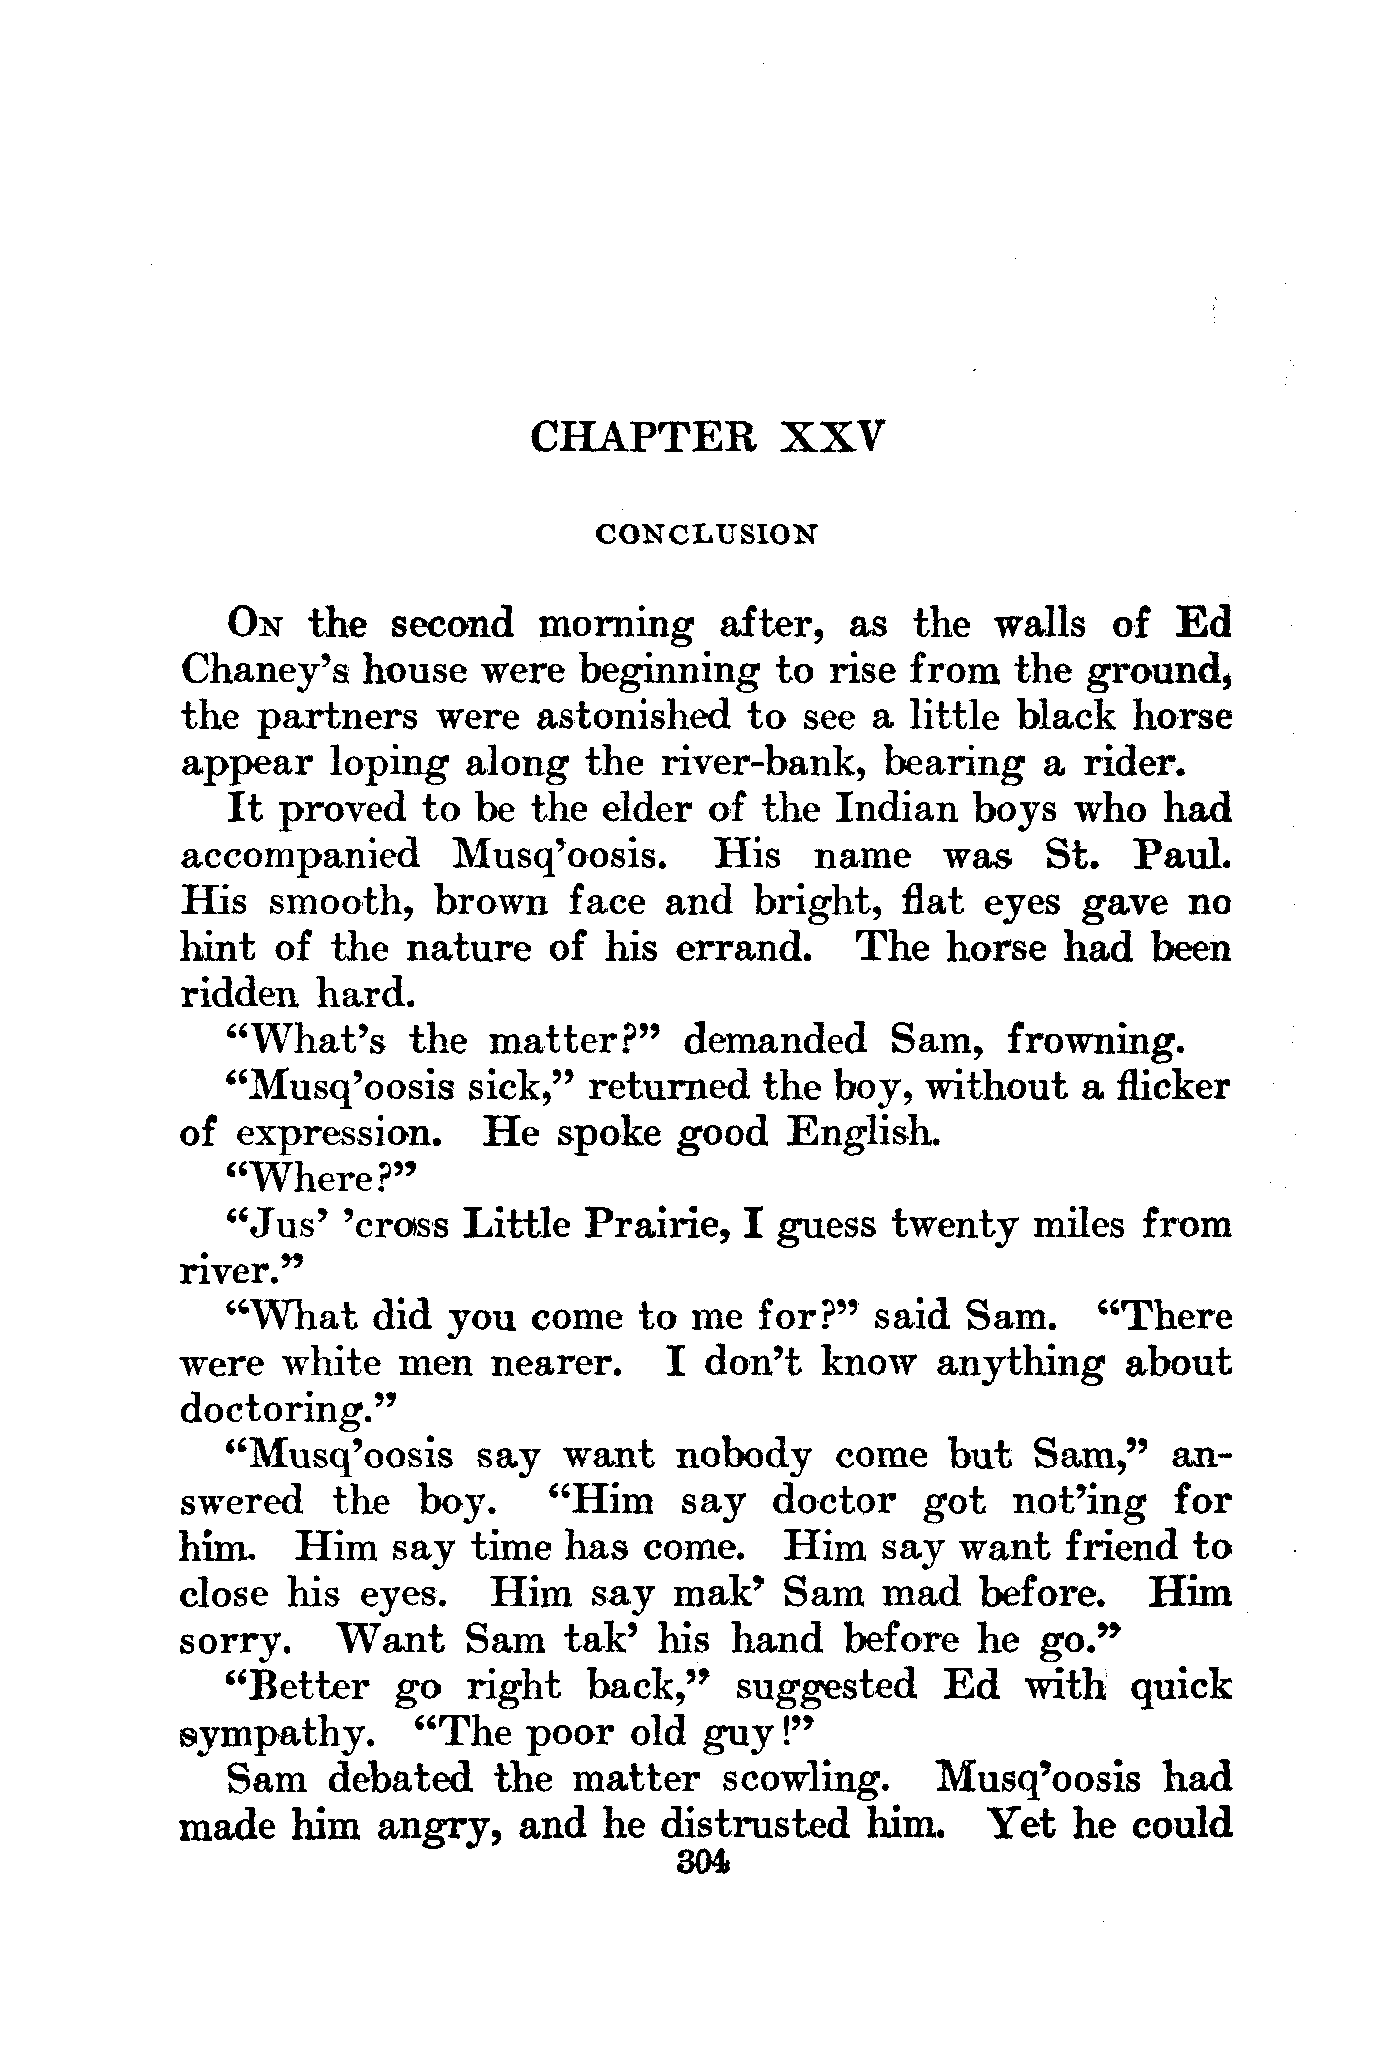 CHAPTER XXV
CONCLUSION
On the second morning after, as the walls of Ed
Chaney's house were beginning to rise from the ground,
the partners were astonished to see a little black horse
appear loping along the river-bank, bearing a rider.
It proved to be the elder of the Indian boys who had
accompanied Musq'oosis. His name was St. Paul.
His smooth, brown face and bright, flat eyes gave no
hint of the nature of his errand. The horse had been
ridden hard.
"What's the matter?" demanded Sam, frowning.
"Musq'oosis sick," returned the boy, without a flicker
of expression. He spoke good English.
"Where?"
"Jus' 'cross Little Prairie, I guess twenty miles from
river."
"What did you come to me for?" said Sam. "There
were white men nearer. I don't know anything about
doctoring."
"Musq'oosis say want nobody come but Sam," an-
swered the boy. "Him say doctor got not'ing for
him. Him say time has come. Him say want friend to
close his eyes. Him say mak' Sam mad before. Him
sorry. Want Sam tak' his hand before he go."
"Better go right back," suggested Ed with quick
sympathy. "The poor old guy!"
Sam debated the matter scowling. Musq'oosis had
made him angry, and he distrusted him. Yet he could
304